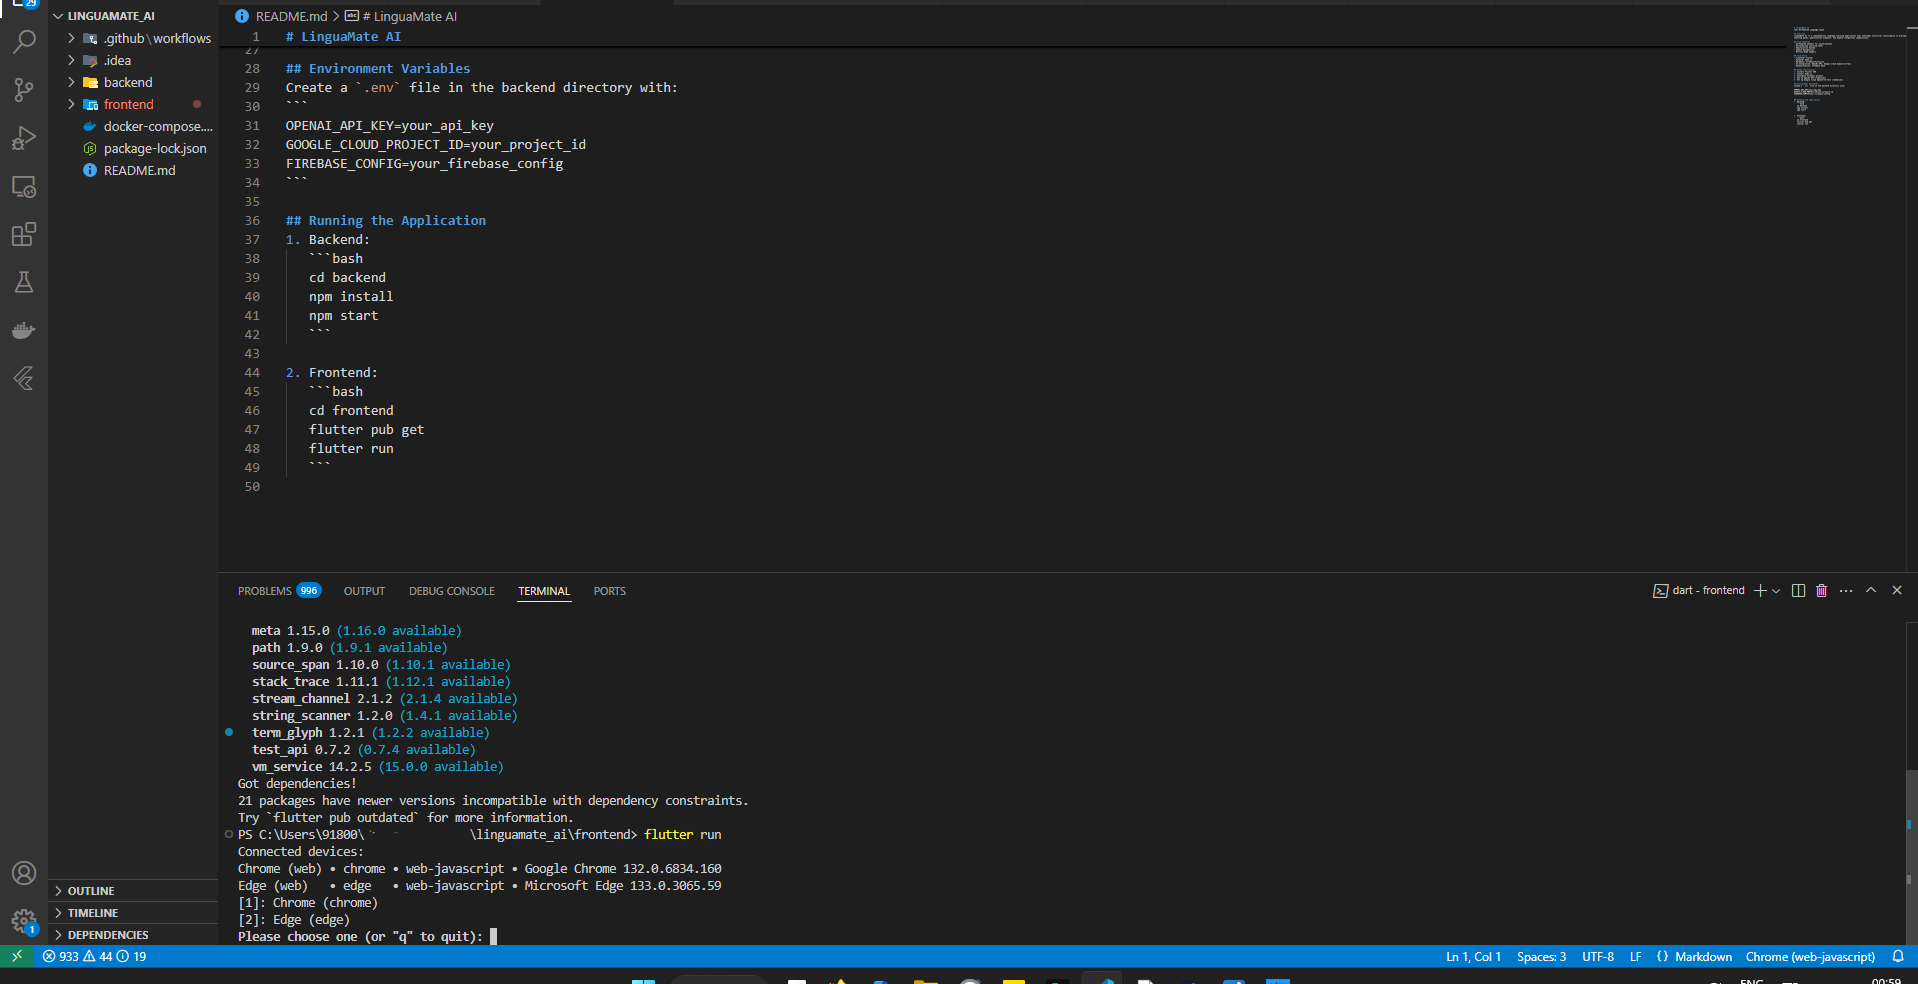 29
LINGUAMATE_AI
.github\workflows
.idea
backend
frontend
docker-compose....
package-lock.json
README.md
README.md > # LinguaMate AI
1 # LinguaMate AI
27
28 ## Environment Variables
29 Create a `.env` file in the backend directory with:
30 ```
31 OPENAI_API_KEY=your_api_key
32 GOOGLE_CLOUD_PROJECT_ID=your_project_id
33 FIREBASE_CONFIG=your_firebase_config
34 ```
35
36 ## Running the Application
37 1. Backend:
38 ```bash
39 cd backend
40 npm install
41 npm start
42 ```
43
44 2. Frontend:
45 ```bash
46 cd frontend
47 flutter pub get
48 flutter run
49 ```
50
PROBLEMS 996 OUTPUT DEBUG CONSOLE TERMINAL PORTS
dart - frontend
meta 1.15.0 (1.16.0 available)
path 1.9.0 (1.9.1 available)
source_span 1.10.0 (1.10.1 available)
stack_trace 1.11.1 (1.12.1 available)
stream_channel 2.1.2 (2.1.4 available)
string_scanner 1.2.0 (1.4.1 available)
term_glyph 1.2.1 (1.2.2 available)
test_api 0.7.2 (0.7.4 available)
vm_service 14.2.5 (15.0.0 available)
Got dependencies!
21 packages have newer versions incompatible with dependency constraints.
Try `flutter pub outdated` for more information.
PS C:\Users\91800\ \linguamate_ai\frontend> flutter run
Connected devices:
Chrome (web) • chrome • web-javascript • Google Chrome 132.0.6834.160
Edge (web) • edge • web-javascript • Microsoft Edge 133.0.3065.59
[1]: Chrome (chrome)
[2]: Edge (edge)
Please choose one (or "q" to quit):
OUTLINE
TIMELINE
DEPENDENCIES
1
933 44 19
Ln 1, Col 1 Spaces: 3 UTF-8 LF {} Markdown Chrome (web-javascript)
ENG 00:59